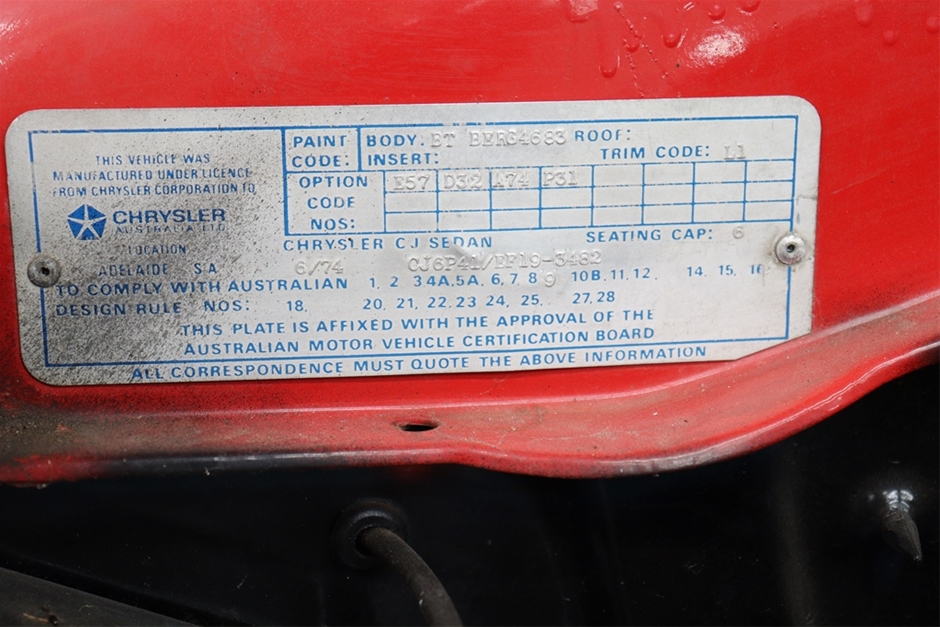 PAINT CODE: BODY: BT BER34683 ROOF:
INSERT: TRIM CODE: L1
OPTION CODE NOS: E57 D32 A74 P31
THIS VEHICLE WAS
MANUFACTURED UNDER LICENCE
FROM CHRYSLER CORPORATION TO
CHRYSLER
AUSTRALIA LTD.
LOCATION
ADELAIDE S.A.
CHRYSLER CJ SEDAN SEATING CAP: 6
6/74 CJ6P41/EF19-3482
TO COMPLY WITH AUSTRALIAN 1, 2 3 4A, 5A, 6, 7, 8 9 10B, 11, 12, 14, 15, 16
DESIGN RULE NOS: 18, 20, 21, 22, 23 24, 25, 27, 28
THIS PLATE IS AFFIXED WITH THE APPROVAL OF THE
AUSTRALIAN MOTOR VEHICLE CERTIFICATION BOARD
ALL CORRESPONDENCE MUST QUOTE THE ABOVE INFORMATION